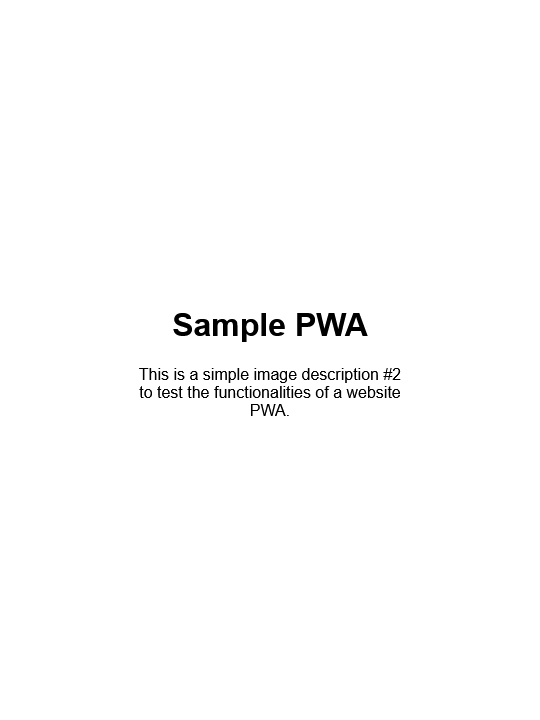 Sample PWA
This is a simple image description #2
to test the functionalities of a website
PWA.